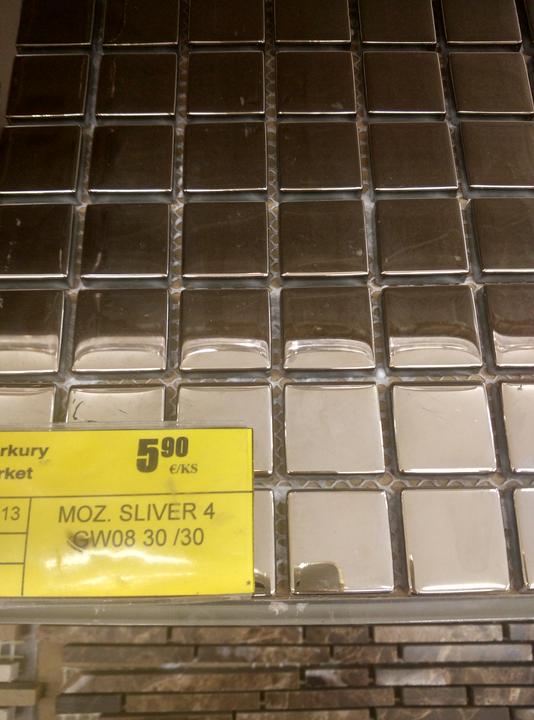 rkury
rket
5 90
€/KS
13
MOZ. SLIVER 4
GW08 30 /30